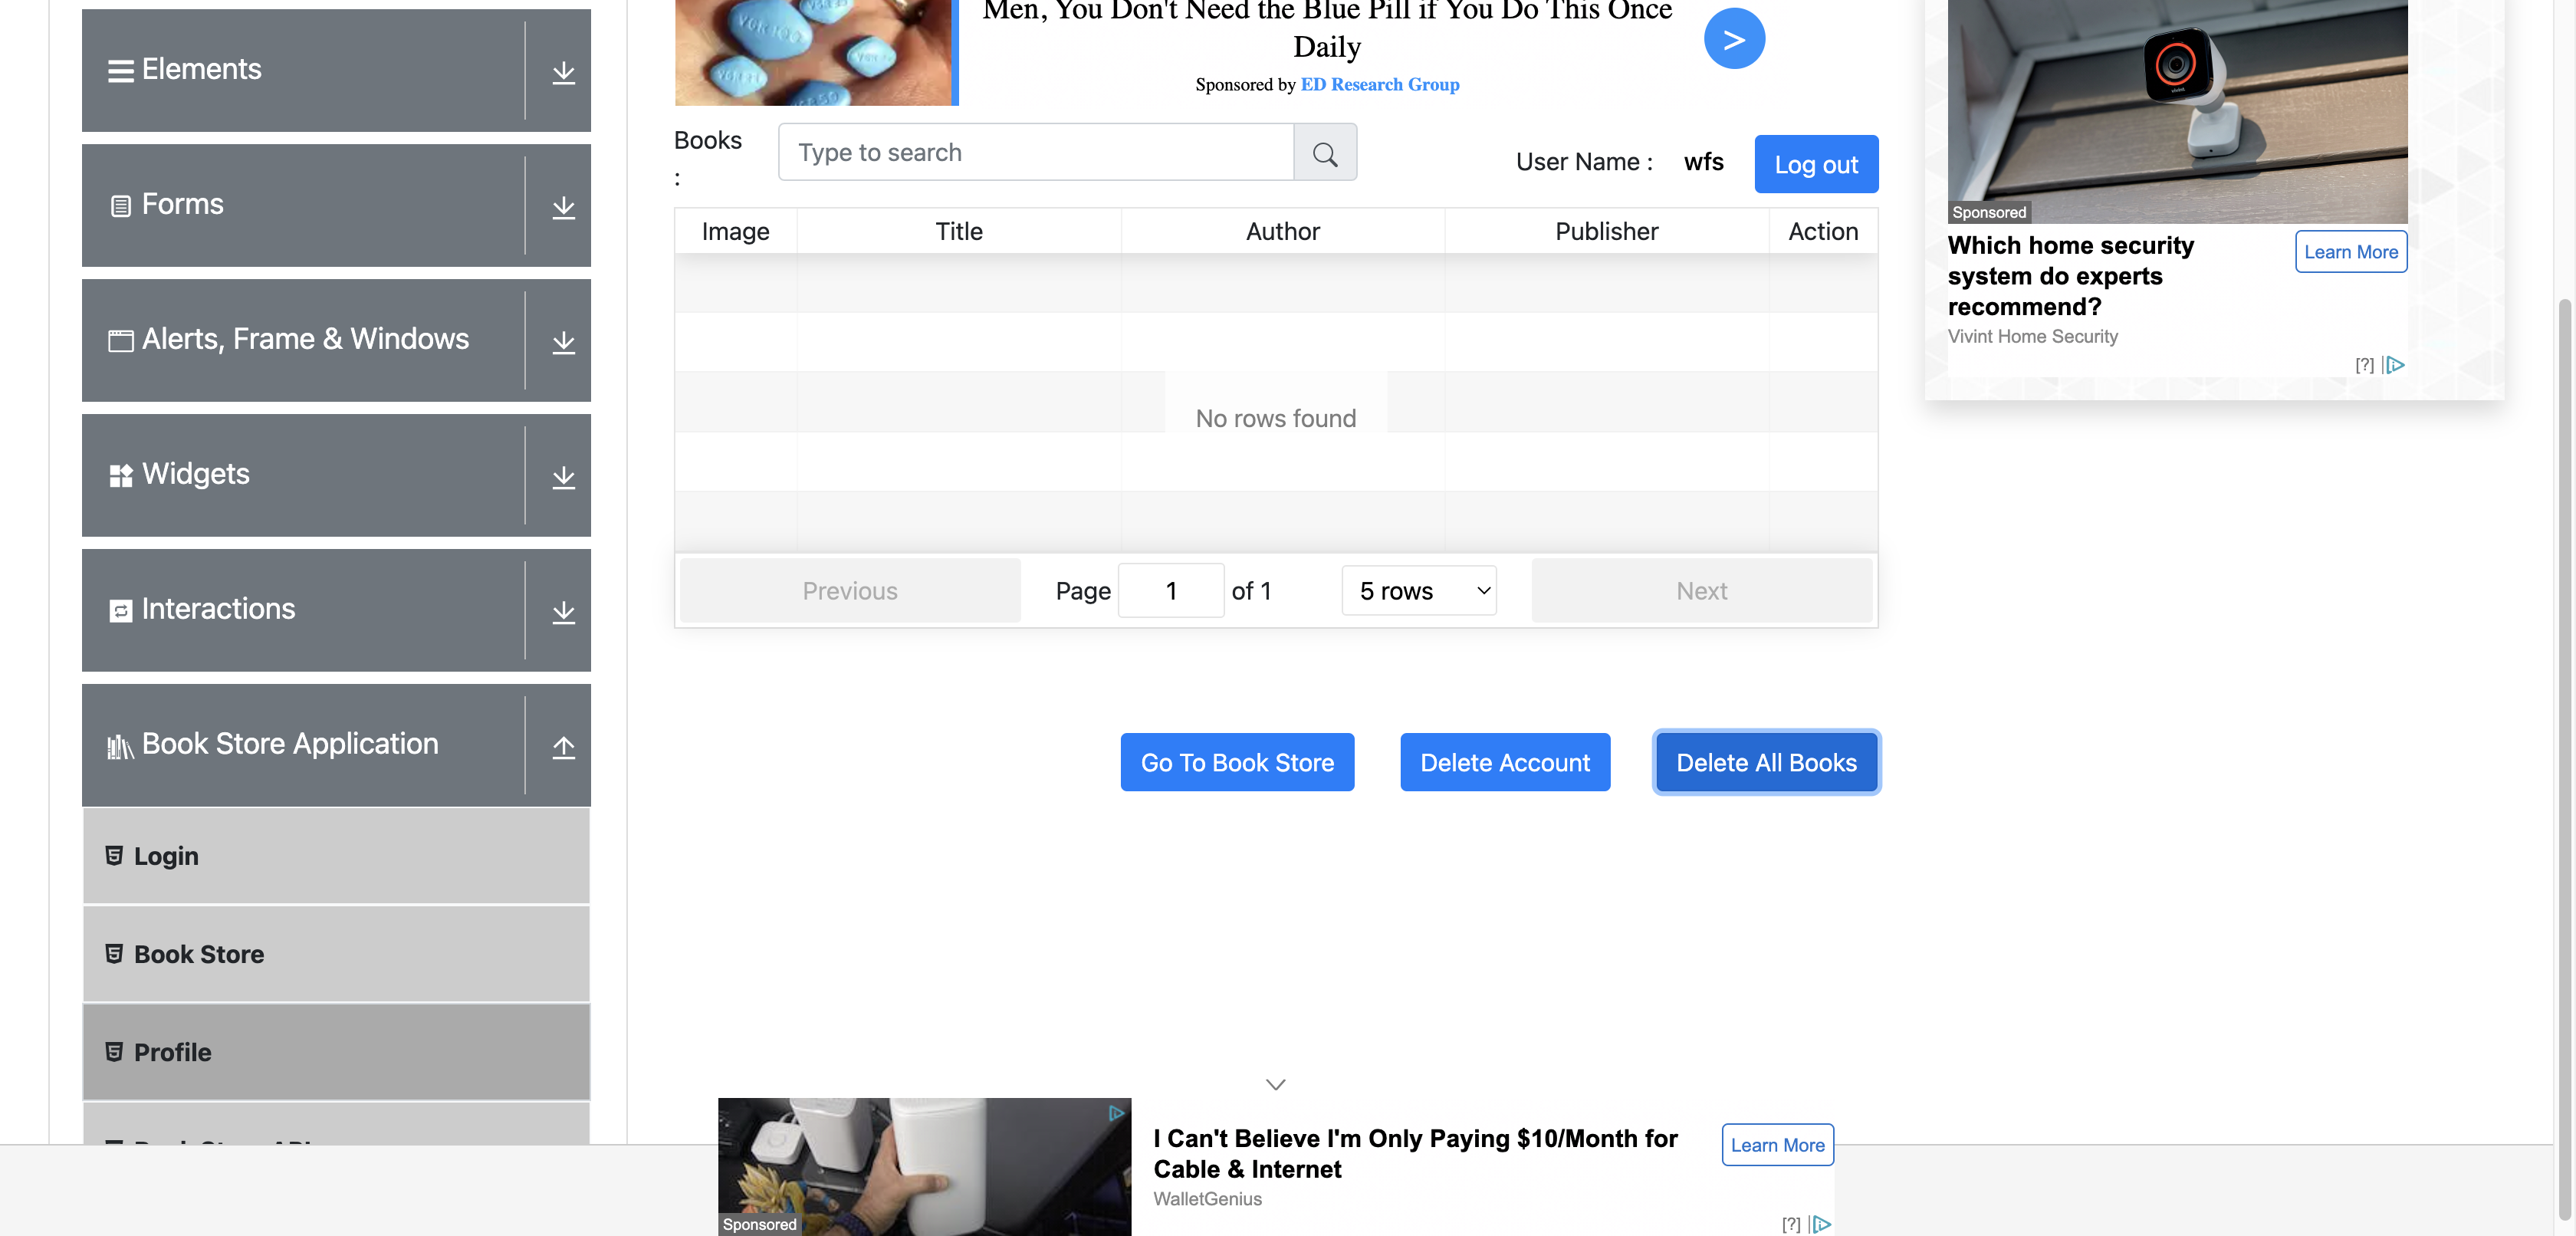 Elements
Forms
Alerts, Frame & Windows
Widgets
Interactions
Book Store Application
Login
Book Store
Profile
Men, You Don't Need the Blue Pill if You Do This Once
Daily
Sponsored by ED Research Group
>
Books
:
Type to search
User Name :
wfs
Log out
Image
Title
Author
Publisher
Action
No rows found
Previous
Page
1
of 1
5 rows
Next
Go To Book Store
Delete Account
Delete All Books
Sponsored
Which home security
system do experts
recommend?
Learn More
Vivint Home Security
[?]
I Can't Believe I'm Only Paying $10/Month for
Cable & Internet
WalletGenius
Learn More
Sponsored
[?]